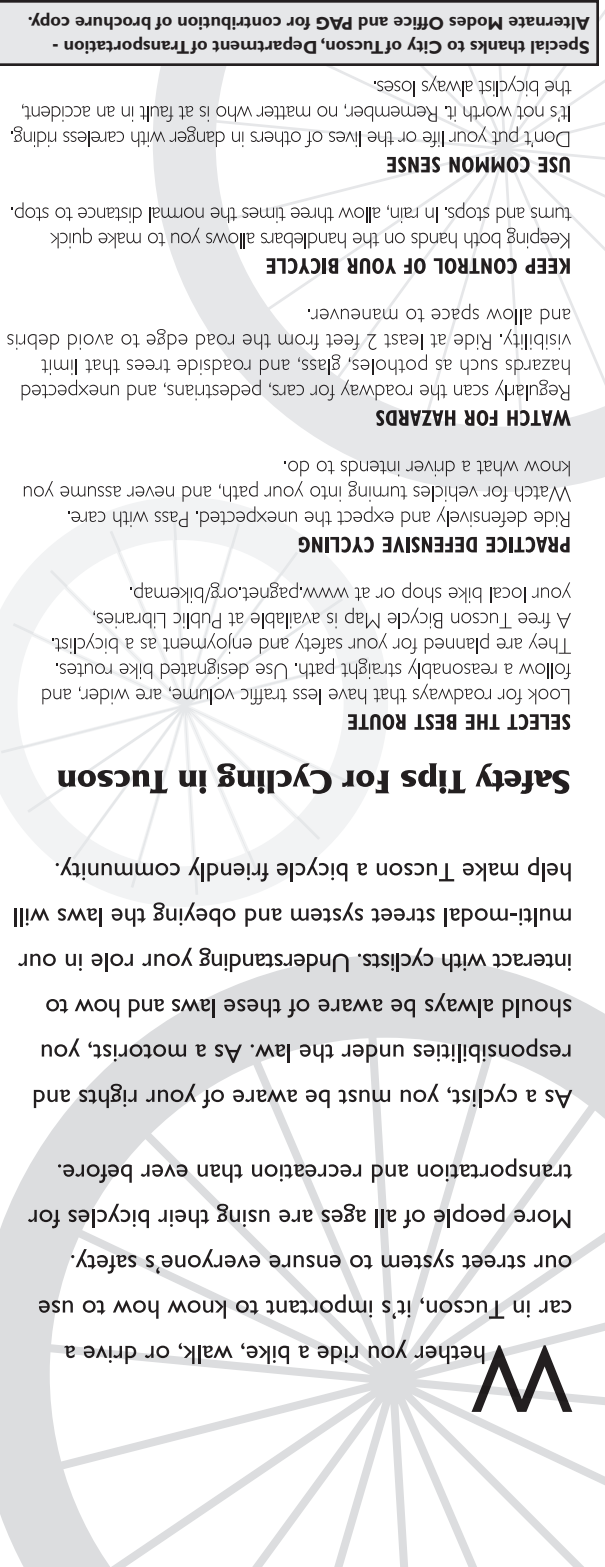 Whether you ride a bike, walk, or drive a
car in Tucson, it's important to know how to use
our street system to ensure everyone's safety.
More people of all ages are using their bicycles for
transportation and recreation than ever before.
As a cyclist, you must be aware of your rights and
responsibilities under the law. As a motorist, you
should always be aware of these laws and how to
interact with cyclists. Understanding your role in our
multi-modal street system and obeying the laws will
help make Tucson a bicycle friendly community.
Safety Tips For Cycling in Tucson
SELECT THE BEST ROUTE
Look for roadways that have less traffic volume, are wider, and
follow a reasonably straight path. Use designated bike routes.
They are planned for your safety and enjoyment as a bicyclist.
A free Tucson Bicycle Map is available at Public Libraries,
your local bike shop or at www.pagnet.org/bikemap.
PRACTICE DEFENSIVE CYCLING
Ride defensively and expect the unexpected. Pass with care.
Watch for vehicles turning into your path, and never assume you
know what a driver intends to do.
WATCH FOR HAZARDS
Regularly scan the roadway for cars, pedestrians, and unexpected
hazards such as potholes, glass, and roadside trees that limit
visibility. Ride at least 2 feet from the road edge to avoid debris
and allow space to maneuver.
KEEP CONTROL OF YOUR BICYCLE
Keeping both hands on the handlebars allows you to make quick
turns and stops. In rain, allow three times the normal distance to stop.
USE COMMON SENSE
Don't put your life or the lives of others in danger with careless riding.
It's not worth it. Remember, no matter who is at fault in an accident,
the bicyclist always loses.
Special thanks to City of Tucson, Department of Transportation -
Alternate Modes Office and PAG for contribution of brochure copy.